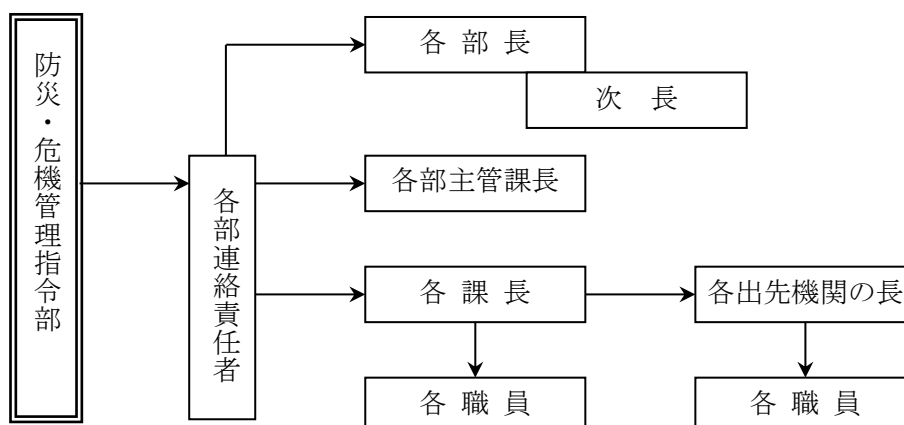 防災・危機管理指令部
各部連絡責任者
各 部 長
次　長
各部主管課長
各 課 長
各出先機関の長
各 職 員
各 職 員